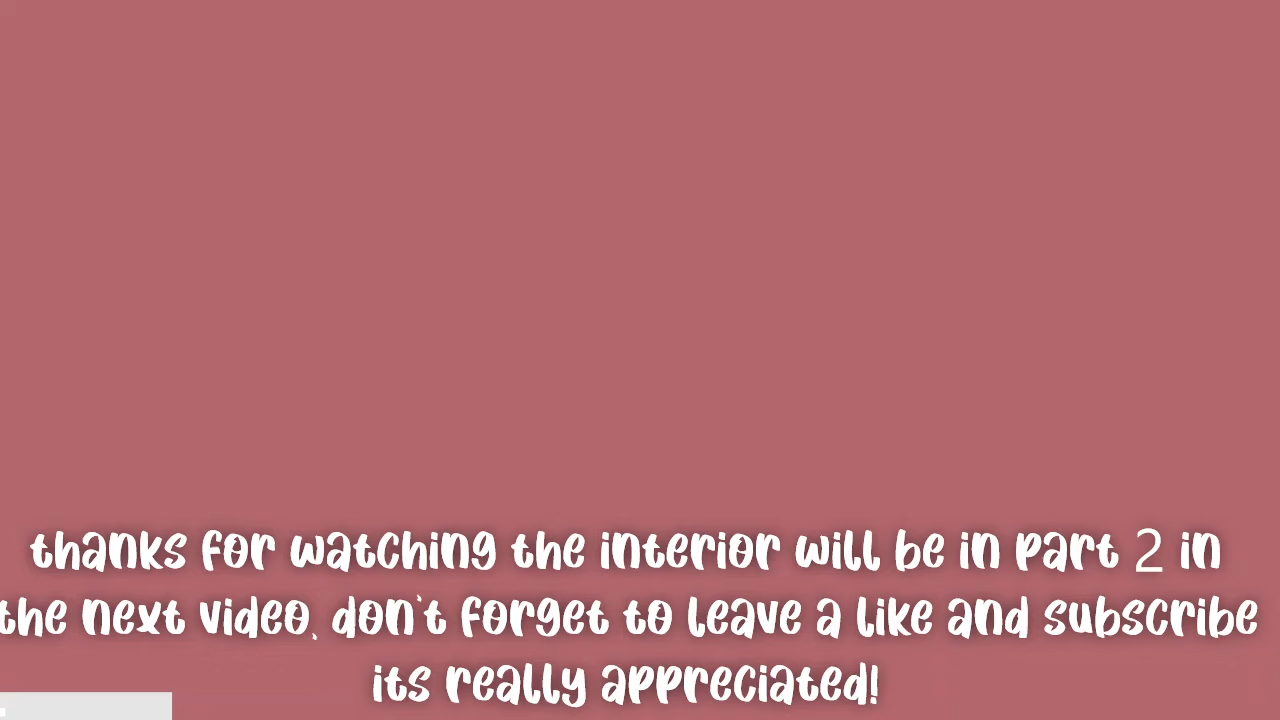 thanks for watching the interior will be in part 2 in
the next video, don't forget to leave a like and subscribe
its really appreciated!